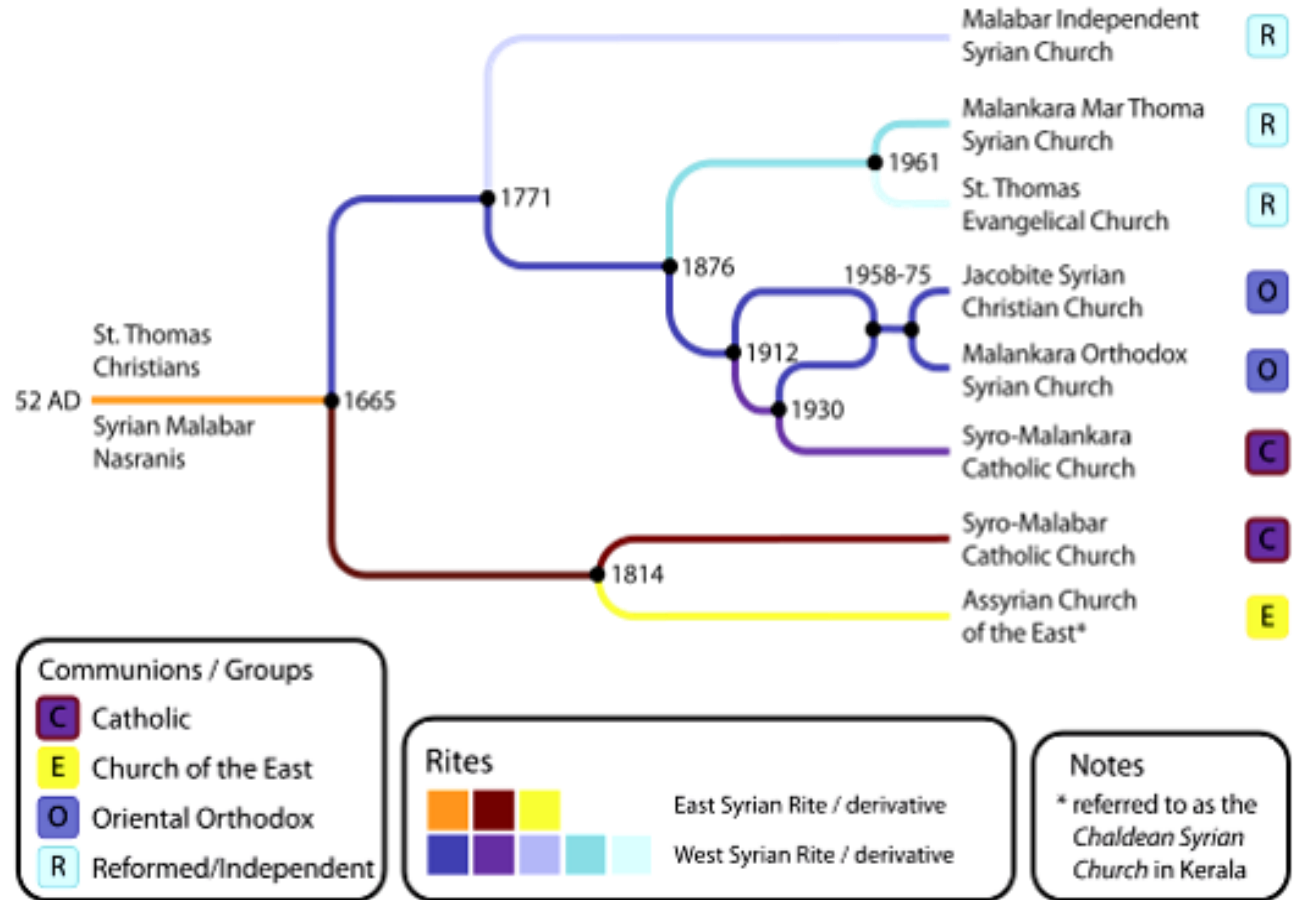 Malabar Independent
Syrian Church
R
Malankara Mar Thoma
Syrian Church
R
1961
St. Thomas
Evangelical Church
R
1771
1876
1958-75
Jacobite Syrian
Christian Church
O
Malankara Orthodox
Syrian Church
O
1912
1930
Syro-Malankara
Catholic Church
C
St. Thomas
Christians
52 AD
1665
Syrian Malabar
Nasranis
Syro-Malabar
Catholic Church
C
1814
Assyrian Church
of the East*
E
Communions / Groups
C Catholic
E Church of the East
O Oriental Orthodox
R Reformed/Independent
Rites
East Syrian Rite / derivative
West Syrian Rite / derivative
Notes
* referred to as the
Chaldean Syrian
Church in Kerala